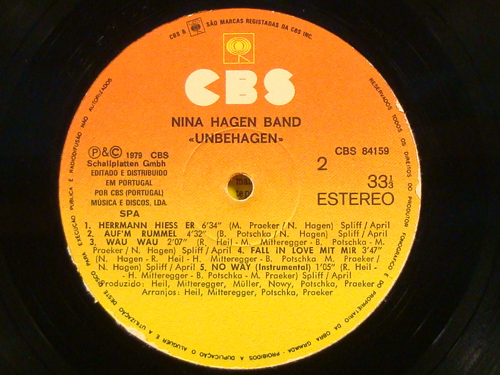 CBS & SÃO MARCAS REGISTADAS DA CBS INC.
CBS
NINA HAGEN BAND
«UNBEHAGEN»
Ⓟ&© 1979 CBS
Schallplatten Gmbh
EDITADO E DISTRIBUIDO
EM PORTUGAL
POR CBS (PORTUGAL)
MÚSICA E DISCOS, LDA.
SPA
2
CBS 84159
33⅓
ESTEREO
1. HERRMANN HIESS ER 6'34" (M. Praeker / N. Hagen) Spliff / April
2. AUF'M RUMMEL 4'32" (B. Potschka / N. Hagen) Spliff / April
3. WAU WAU 2'07" (R. Heil - M. Mitteregger - B. Potschka - M.
Praeker / N. Hagen) Spliff / April 4. FALL IN LOVE MIT MIR 3'47"
(N. Hagen - R. Heil - H. Mitteregger - B. Potschka M. Praeker /
N. Hagen) Spliff / April 5. NO WAY (Instrumental) 1'05" (R. Heil -
- H. Mitteregger - B. Potschka - M. Praeker) Spliff / April
Produzido: Heil, Mitteregger, Müller, Nowy, Potschka, Praeker
Arranjos: Heil, Mitteregger, Potschka, Praeker
RESERVADOS TODOS OS DIREITOS DO PRODUTOR FONOGRÁFICO E DO PROPRIETÁRIO DA OBRA GRAVADA - PROIBIDOS A DUPLICAÇÃO O ALUGUER E A UTILIZAÇÃO DESTE DISCO PARA EXECUÇÃO PÚBLICA E RADIODIFUSÃO NÃO AUTORIZADOS